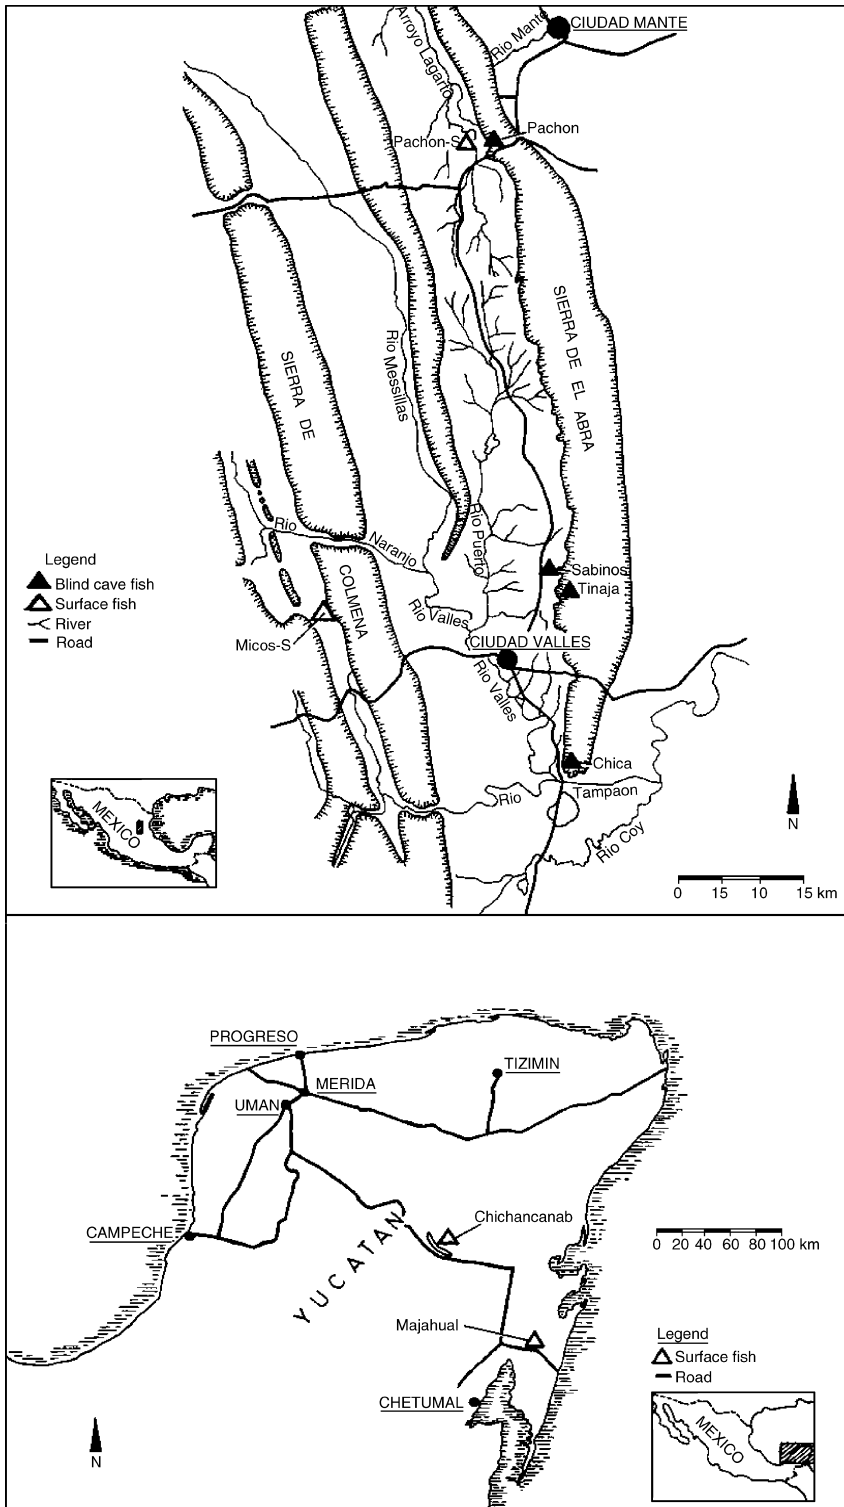 CIUDAD MANTE
Rio Mante
Arroyo Lagarto
Pachon
Pachon-S
SIERRA DE EL ABRA
Rio Messillas
SIERRA DE
Rio
Naranjo
Rio Puerto
COLMENA
Sabinos
Tinaja
Rio Valles
CIUDAD VALLES
Micos-S
Rio Valles
Chica
Rio
Tampaon
Rio Coy
Legend
Blind cave fish
Surface fish
River
Road
MEXICO
N
0 15 10 15 km
PROGRESO
TIZIMIN
MERIDA
UMAN
CAMPECHE
Chichancanab
YUCATAN
Majahual
CHETUMAL
0 20 40 60 80 100 km
Legend
Surface fish
Road
MEXICO
N